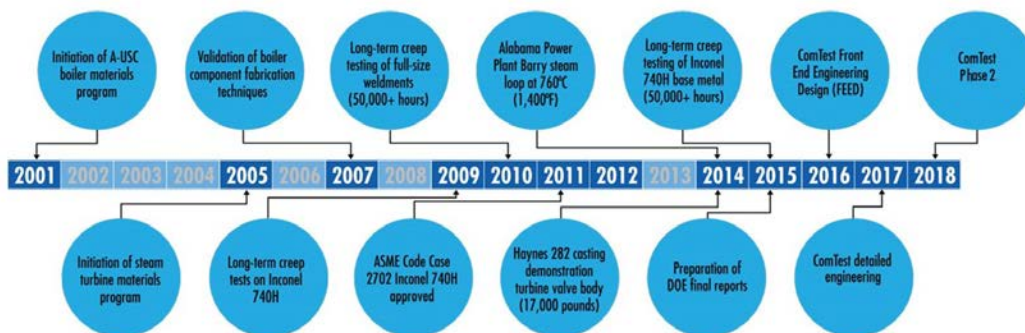 Initiation of A-USC
boiler materials
program
Validation of boiler
component fabrication
techniques
Long-term creep
testing of full-size
weldments
(50,000+ hours)
Alabama Power
Plant Barry steam
loop at 760ºC
(1,400ºF)
Long-term creep
testing of Inconel
740H base metal
(50,000+ hours)
ComTest Front
End Engineering
Design (FEED)
ComTest
Phase 2
2001 2002 2003 2004 2005 2006 2007 2008 2009 2010 2011 2012 2013 2014 2015 2016 2017 2018
Initiation of steam
turbine materials
program
Long-term creep
tests on Inconel
740H
ASME Code Case
2702 Inconel 740H
approved
Haynes 282 casting
demonstration
turbine valve body
(17,000 pounds)
Preparation of
DOE final reports
ComTest detailed
engineering